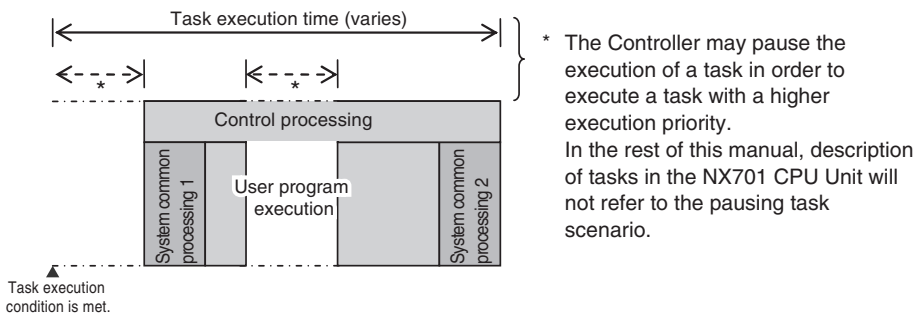 Task execution time (varies)
*
*
Control processing
System common
processing 1
User program
execution
System common
processing 2
Task execution
condition is met.
* The Controller may pause the
execution of a task in order to
execute a task with a higher
execution priority.
In the rest of this manual, description
of tasks in the NX701 CPU Unit will
not refer to the pausing task
scenario.